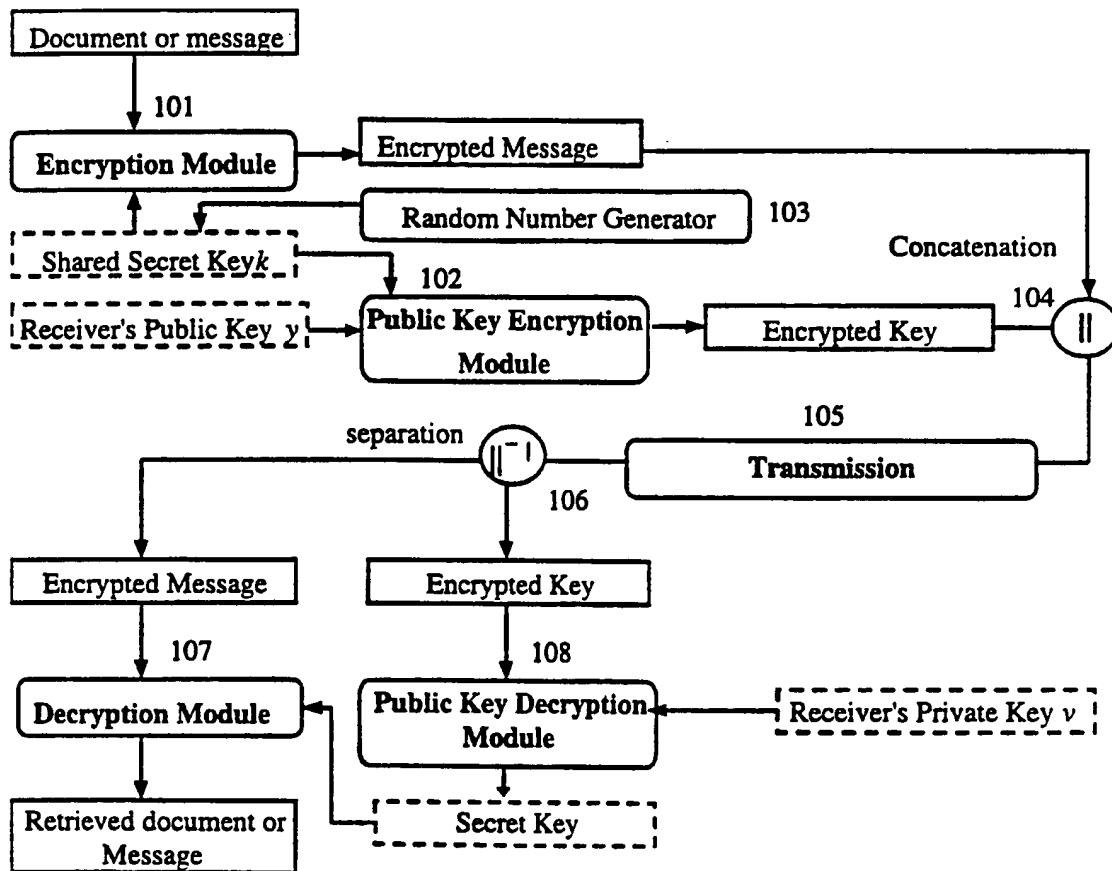 Document or message
101
Encryption Module
Encrypted Message
Random Number Generator
103
Shared Secret Key k
102
Concatenation
Receiver's Public Key y
Public Key Encryption
Module
Encrypted Key
104
||
separation
||⁻¹
105
Transmission
106
Encrypted Message
Encrypted Key
107
108
Decryption Module
Public Key Decryption
Module
Receiver's Private Key v
Retrieved document or
Message
Secret Key